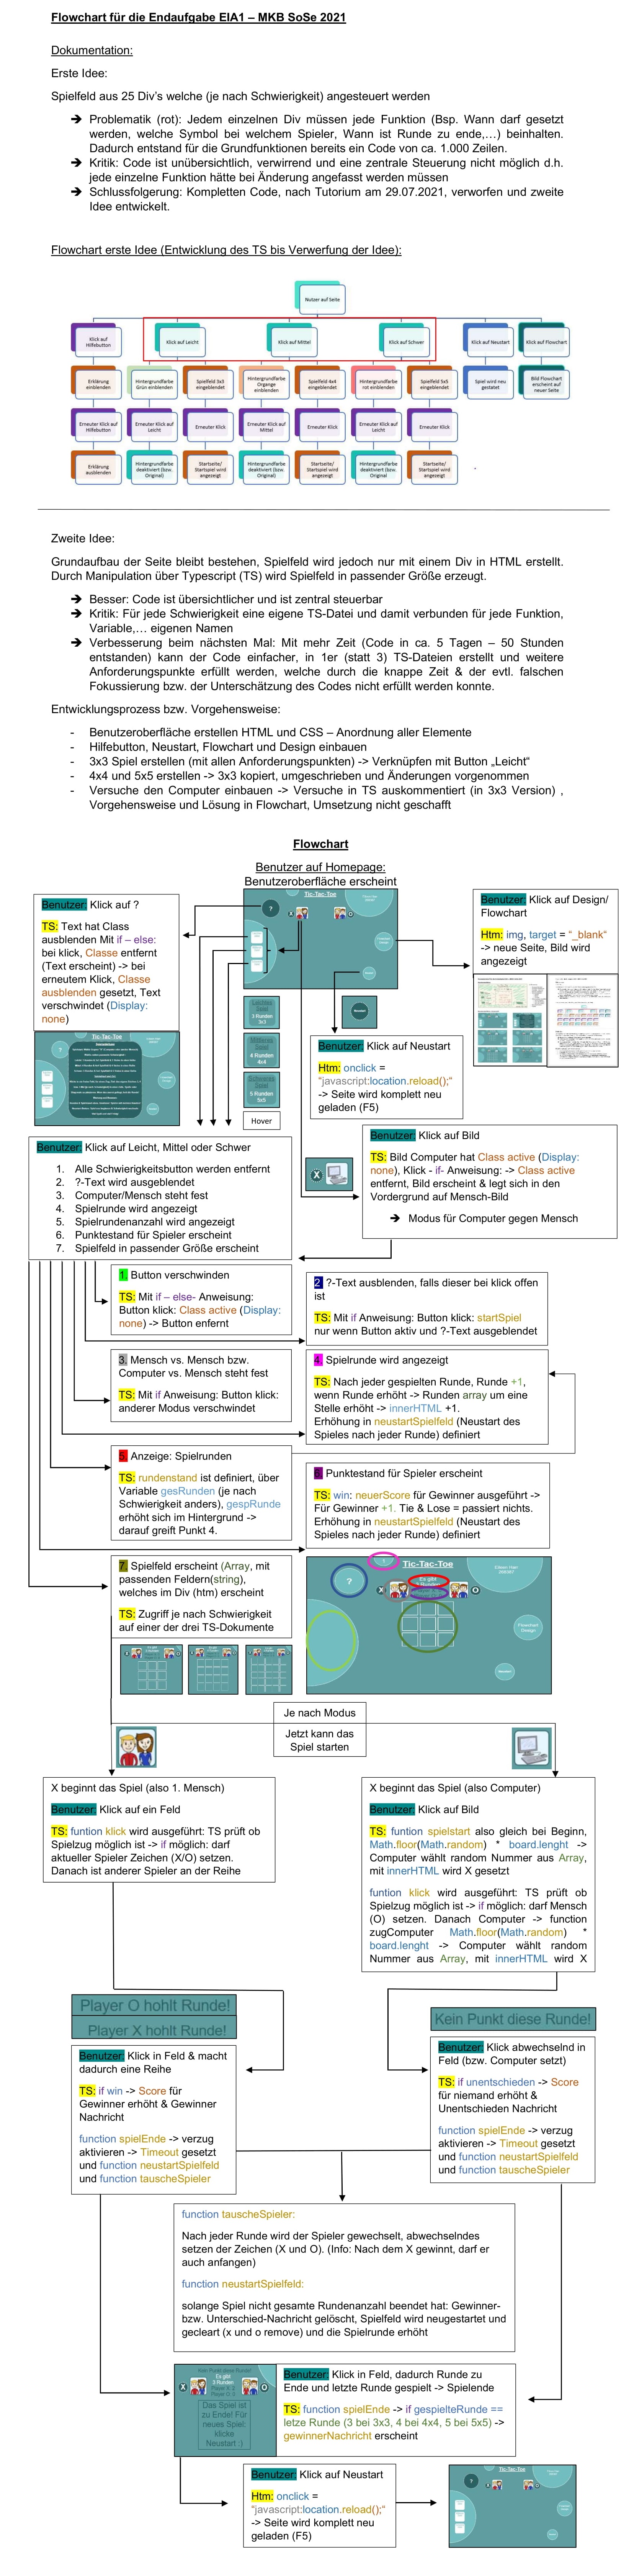 Flowchart für die Endaufgabe EIA1 – MKB SoSe 2021
Dokumentation:
Erste Idee:
Spielfeld aus 25 Div’s welche (je nach Schwierigkeit) angesteuert werden
➔ Problematik (rot): Jedem einzelnen Div müssen jede Funktion (Bsp. Wann darf gesetzt
werden, welche Symbol bei welchem Spieler, Wann ist Runde zu ende,…) beinhalten.
Dadurch entstand für die Grundfunktionen bereits ein Code von ca. 1.000 Zeilen.
➔ Kritik: Code ist unübersichtlich, verwirrend und eine zentrale Steuerung nicht möglich d.h.
jede einzelne Funktion hätte bei Änderung angefasst werden müssen
➔ Schlussfolgerung: Kompletten Code, nach Tutorium am 29.07.2021, verworfen und zweite
Idee entwickelt.
Flowchart erste Idee (Entwicklung des TS bis Verwerfung der Idee):
Nutzer auf Seite
Klick auf
Hilfebutton
Klick auf Leicht
Klick auf Mittel
Klick auf Schwer
Klick auf Neustart
Klick auf Flowchart
Erklärung
einblenden
Hintergrundfarbe
Grün einblenden
Spielfeld 3x3
eingeblendet
Hintergrundfarbe
Organge
einblenden
Spielfeld 4x4
eingeblendet
Hintergrundfarbe
rot einblenden
Spielfeld 5x5
eingeblendet
Spiel wird neu
gestatet
Bild Flowchart
erscheint auf
neuer Seite
Erneuter Klick auf
Hilfebutton
Erneuter Klick auf
Leicht
Erneuter Klick
Erneuter Klick auf
Mittel
Erneuter Klick
Erneuter Klick auf
Leicht
Erneuter Klick
Erklärung
ausblenden
Hintergrundfarbe
deaktiviert (bzw.
Original)
Startseite/
Startspiel wird
angezeigt
Hintergrundfarbe
deaktiviert (bzw.
Original)
Startseite/
Startspiel wird
angezeigt
Hintergrundfarbe
deaktiviert (bzw.
Original
Startseite/
Startspiel wird
angezeigt
Zweite Idee:
Grundaufbau der Seite bleibt bestehen, Spielfeld wird jedoch nur mit einem Div in HTML erstellt.
Durch Manipulation über Typescript (TS) wird Spielfeld in passender Größe erzeugt.
➔ Besser: Code ist übersichtlicher und ist zentral steuerbar
➔ Kritik: Für jede Schwierigkeit eine eigene TS-Datei und damit verbunden für jede Funktion,
Variable,… eigenen Namen
➔ Verbesserung beim nächsten Mal: Mit mehr Zeit (Code in ca. 5 Tagen – 50 Stunden
entstanden) kann der Code einfacher, in 1er (statt 3) TS-Dateien erstellt und weitere
Anforderungspunkte erfüllt werden, welche durch die knappe Zeit & der evtl. falschen
Fokussierung bzw. der Unterschätzung des Codes nicht erfüllt werden konnte.
Entwicklungsprozess bzw. Vorgehensweise:
- Benutzeroberfläche erstellen HTML und CSS – Anordnung aller Elemente
- Hilfebutton, Neustart, Flowchart und Design einbauen
- 3x3 Spiel erstellen (mit allen Anforderungspunkten) -> Verknüpfen mit Button „Leicht“
- 4x4 und 5x5 erstellen -> 3x3 kopiert, umgeschrieben und Änderungen vorgenommen
- Versuche den Computer einbauen -> Versuche in TS auskommentiert (in 3x3 Version) ,
Vorgehensweise und Lösung in Flowchart, Umsetzung nicht geschafft
Flowchart
Benutzer auf Homepage:
Benutzeroberfläche erscheint
Benutzer: Klick auf ?
TS: Text hat Class
ausblenden Mit if – else:
bei klick, Classe entfernt
(Text erscheint) -> bei
erneutem Klick, Classe
ausblenden gesetzt, Text
verschwindet (Display:
none)
Tic-Tac-Toe
?
X
O
Benutzer: Klick auf Design/
Flowchart
Htm: img, target = "_blank"
-> neue Seite, Bild wird
angezeigt
3 Runden
3x3
4 Runden
4x4
5 Runden
5x5
Hover
Benutzer: Klick auf Neustart
Htm: onclick =
"javascript:location.reload();"
-> Seite wird komplett neu
geladen (F5)
Tic-Tac-Toe
?
Benutzer: Klick auf Leicht, Mittel oder Schwer
1. Alle Schwierigkeitsbutton werden entfernt
2. ?-Text wird ausgeblendet
3. Computer/Mensch steht fest
4. Spielrunde wird angezeigt
5. Spielrundenanzahl wird angezeigt
6. Punktestand für Spieler erscheint
7. Spielfeld in passender Größe erscheint
X
Benutzer: Klick auf Bild
TS: Bild Computer hat Class active (Display:
none), Klick - if- Anweisung: -> Class active
entfernt, Bild erscheint & legt sich in den
Vordergrund auf Mensch-Bild
➔ Modus für Computer gegen Mensch
1. Button verschwinden
TS: Mit if – else- Anweisung:
Button klick: Class active (Display:
none) -> Button enfernt
2. ?-Text ausblenden, falls dieser bei klick offen
ist
TS: Mit if Anweisung: Button klick: startSpiel
nur wenn Button aktiv und ?-Text ausgeblendet
3. Mensch vs. Mensch bzw.
Computer vs. Mensch steht fest
TS: Mit if Anweisung: Button klick:
anderer Modus verschwindet
4. Spielrunde wird angezeigt
TS: Nach jeder gespielten Runde, Runde +1,
wenn Runde erhöht -> Runden array um eine
Stelle erhöht -> innerHTML +1.
Erhöhung in neustartSpielfeld (Neustart des
Spieles nach jeder Runde) definiert
5. Anzeige: Spielrunden
TS: rundenstand ist definiert, über
Variable gesRunden (je nach
Schwierigkeit anders), gespRunde
erhöht sich im Hintergrund ->
darauf greift Punkt 4.
6. Punktestand für Spieler erscheint
TS: win: neuerScore für Gewinner ausgeführt ->
Für Gewinner +1. Tie & Lose = passiert nichts.
Erhöhung in neustartSpielfeld (Neustart des
Spieles nach jeder Runde) definiert
7. Spielfeld erscheint (Array, mit
passenden Feldern(string),
welches im Div (htm) erscheint
TS: Zugriff je nach Schwierigkeit
auf einer der drei TS-Dokumente
Tic-Tac-Toe
?
X
O
Es gibt
Flowchart
Design
Je nach Modus
Jetzt kann das
Spiel starten
X beginnt das Spiel (also 1. Mensch)
Benutzer: Klick auf ein Feld
TS: funtion klick wird ausgeführt: TS prüft ob
Spielzug möglich ist -> if möglich: darf
aktueller Spieler Zeichen (X/O) setzen.
Danach ist anderer Spieler an der Reihe
X beginnt das Spiel (also Computer)
Benutzer: Klick auf Bild
TS: funtion spielstart also gleich bei Beginn,
Math.floor(Math.random) * board.lenght ->
Computer wählt random Nummer aus Array,
mit innerHTML wird X gesetzt
funtion klick wird ausgeführt: TS prüft ob
Spielzug möglich ist -> if möglich: darf Mensch
(O) setzen. Danach Computer -> function
zugComputer Math.floor(Math.random) *
board.lenght -> Computer wählt random
Nummer aus Array, mit innerHTML wird X
Player O hohlt Runde!
Player X hohlt Runde!
Kein Punkt diese Runde!
Benutzer: Klick in Feld & macht
dadurch eine Reihe
TS: if win -> Score für
Gewinner erhöht & Gewinner
Nachricht
function spielEnde -> verzug
aktivieren -> Timeout gesetzt
und function neustartSpielfeld
und function tauscheSpieler
Benutzer: Klick abwechselnd in
Feld (bzw. Computer setzt)
TS: if unentschieden -> Score
für niemand erhöht &
Unentschieden Nachricht
function spielEnde -> verzug
aktivieren -> Timeout gesetzt
und function neustartSpielfeld
und function tauscheSpieler
function tauscheSpieler:
Nach jeder Runde wird der Spieler gewechselt, abwechselndes
setzen der Zeichen (X und O). (Info: Nach dem X gewinnt, darf er
auch anfangen)
function neustartSpielfeld:
solange Spiel nicht gesamte Rundenanzahl beendet hat: Gewinner-
bzw. Unterschied-Nachricht gelöscht, Spielfeld wird neugestartet und
gecleart (x und o remove) und die Spielrunde erhöht
Kein Punkt diese Runde!
Es gibt
3 Runden
X
O
Das Spiel ist
zu Ende! Für
neues Spiel:
klicke
Neustart :)
Benutzer: Klick in Feld, dadurch Runde zu
Ende und letzte Runde gespielt -> Spielende
TS: function spielEnde -> if gespielteRunde ==
letze Runde (3 bei 3x3, 4 bei 4x4, 5 bei 5x5) ->
gewinnerNachricht erscheint
Benutzer: Klick auf Neustart
Htm: onclick =
"javascript:location.reload();"
-> Seite wird komplett neu
geladen (F5)
Tic-Tac-Toe
?